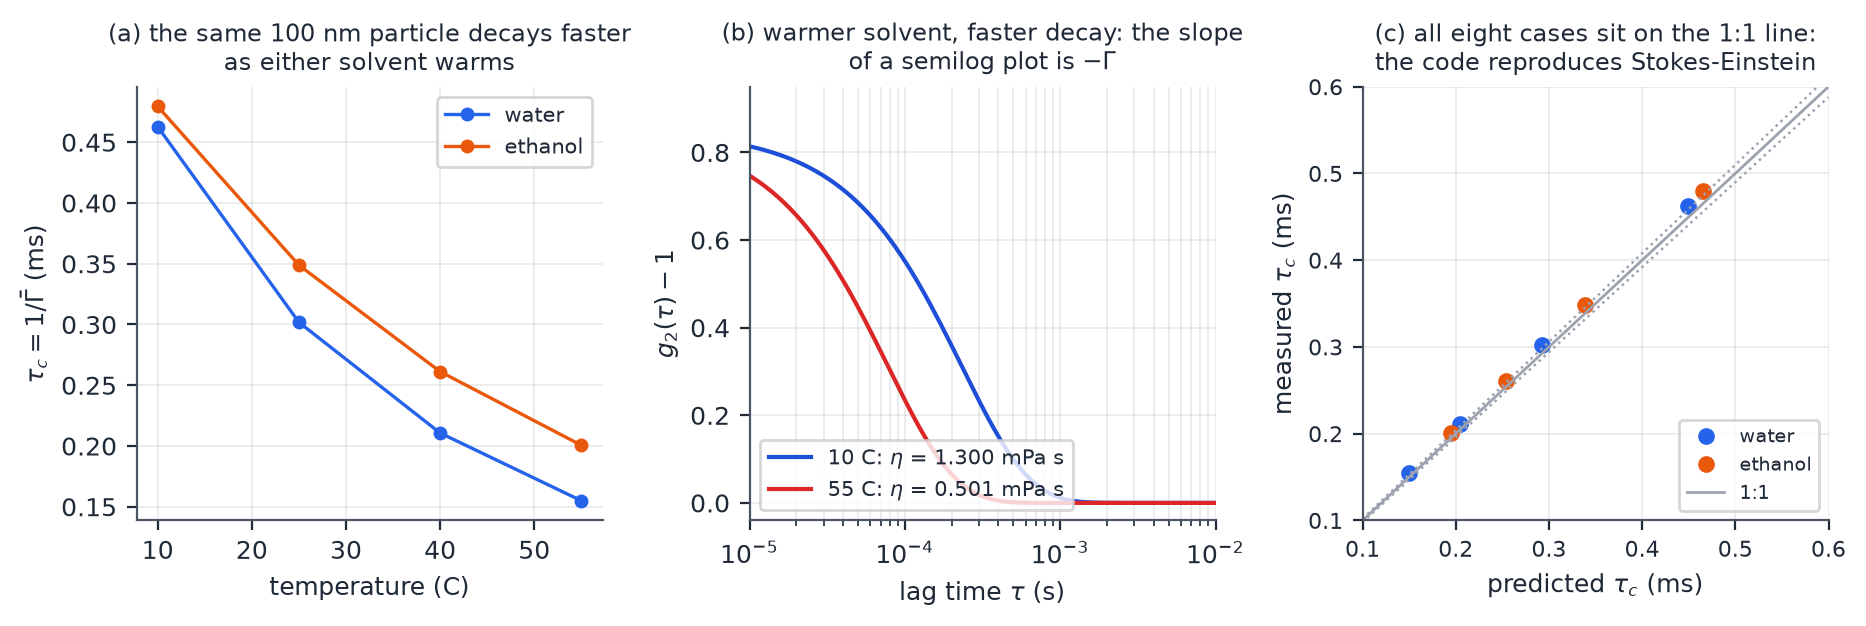 (a) the same 100 nm particle decays faster
as either solvent warms
0.45
0.40
0.35
0.30
0.25
0.20
0.15
τc = 1/Γ̄ (ms)
water
ethanol
10
20
30
40
50
temperature (C)
(b) warmer solvent, faster decay: the slope
of a semilog plot is −Γ
0.8
0.6
0.4
0.2
0.0
g₂(τ) − 1
10 C: η = 1.300 mPa s
55 C: η = 0.501 mPa s
10⁻⁵
10⁻⁴
10⁻³
10⁻²
lag time τ (s)
(c) all eight cases sit on the 1:1 line:
the code reproduces Stokes-Einstein
0.6
0.5
0.4
0.3
0.2
0.1
measured τc (ms)
water
ethanol
1:1
0.1
0.2
0.3
0.4
0.5
0.6
predicted τc (ms)